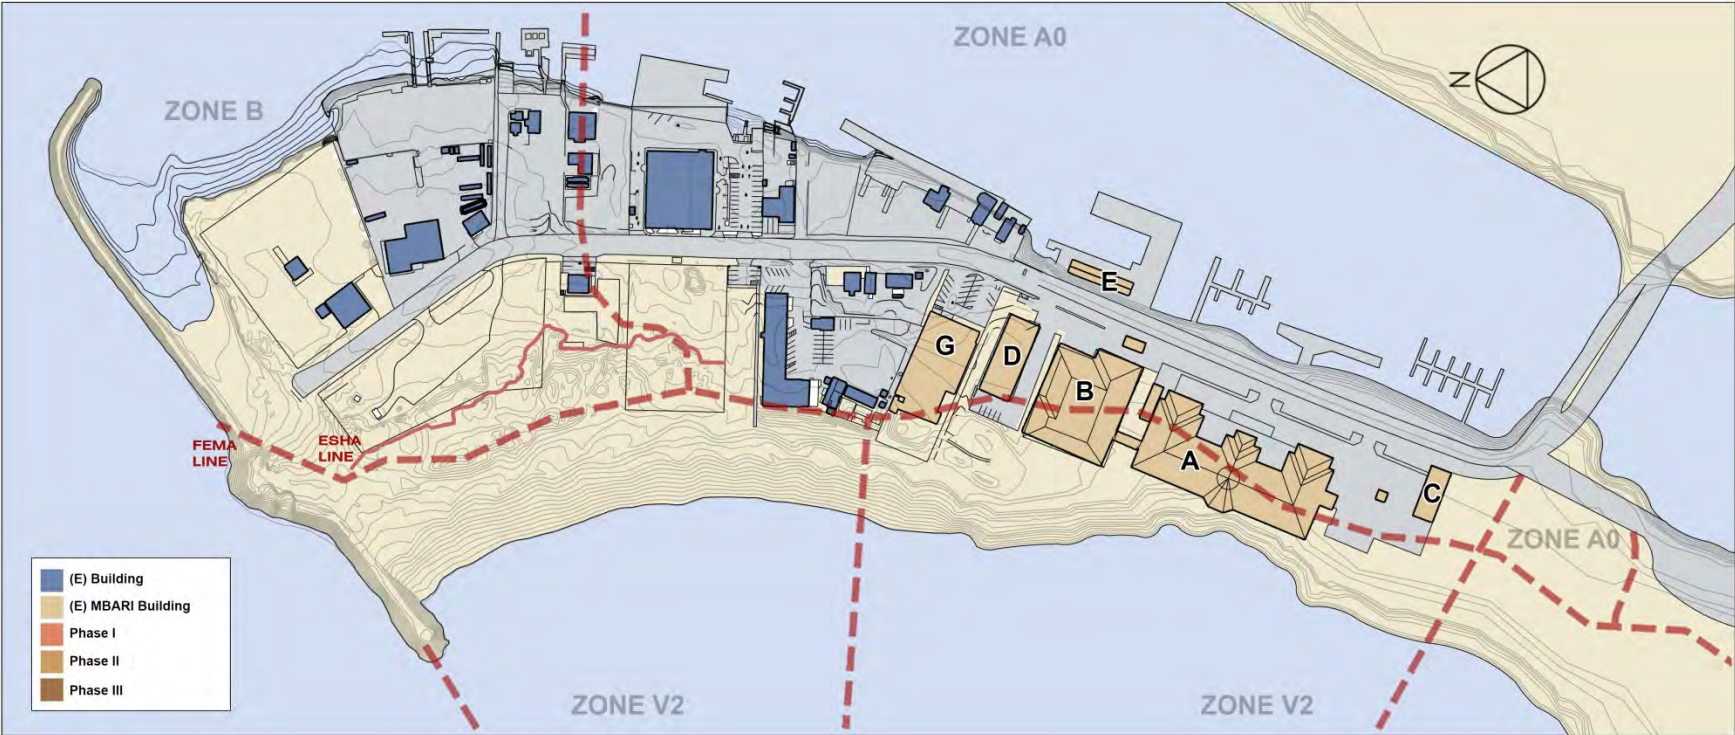 ZONE A0
N
ZONE B
E
G
D
B
A
C
FEMA
LINE
ESHA
LINE
ZONE A0
(E) Building
(E) MBARI Building
Phase I
Phase II
Phase III
ZONE V2
ZONE V2